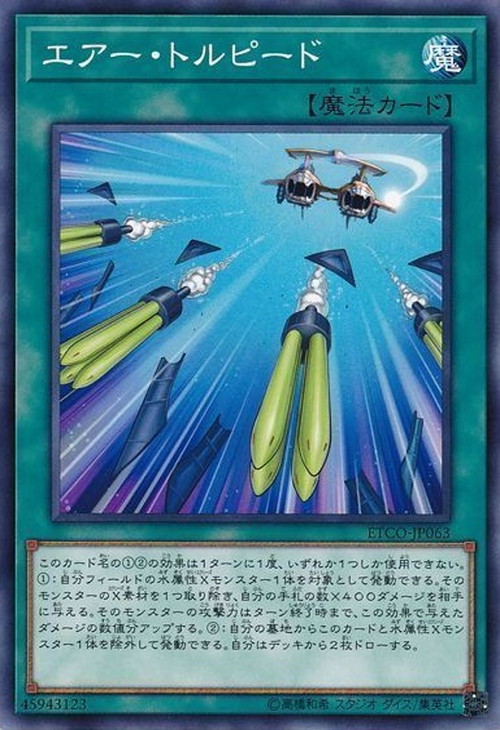 エアー・トルピード
魔
【魔法カード】
ETCO-JP063
このカード名の①②の効果は1ターンに1度、いずれか1つしか使用できない。
①:自分フィールドの水属性Xモンスター1体を対象として発動できる。その
モンスターのX素材を1つ取り除き、自分の手札の数×400ダメージを相手
に与える。そのモンスターの攻撃力はターン終了時まで、この効果で与えた
ダメージの数値分アップする。②:自分の墓地からこのカードと水属性Xモン
スター1体を除外して発動できる。自分はデッキから2枚ドローする。
45943123
©高橋和希 スタジオ・ダイス/集英社